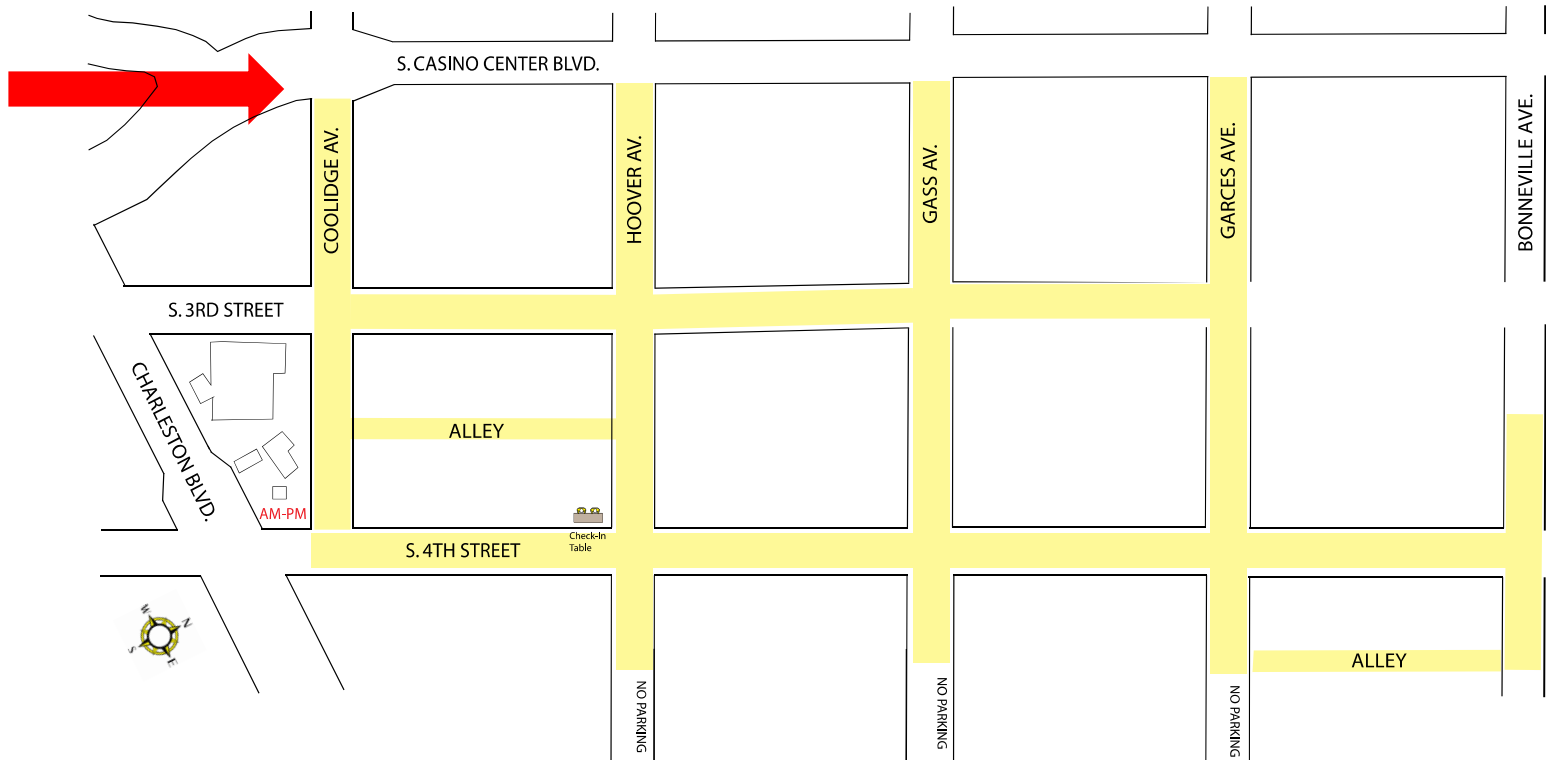 S. CASINO CENTER BLVD.
COOLIDGE AV.
HOOVER AV.
GASS AV.
GARCES AVE.
BONNEVILLE AVE.
S. 3RD STREET
CHARLESTON BLVD.
ALLEY
AM-PM
Check-In
Table
S. 4TH STREET
W
N
S
E
ALLEY
NO PARKING
NO PARKING
NO PARKING